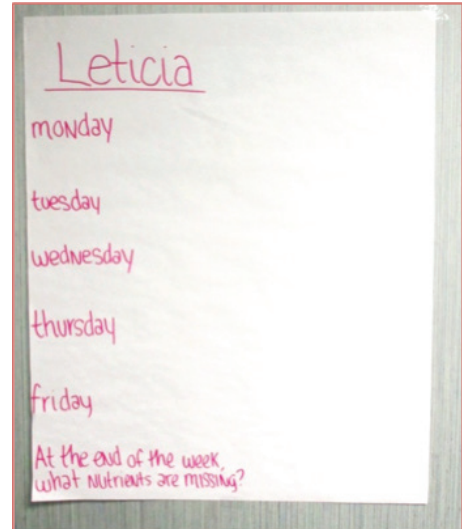 Leticia
monday
tuesday
wednesday
thursday
friday
At the end of the week,
what nutrients are missing?